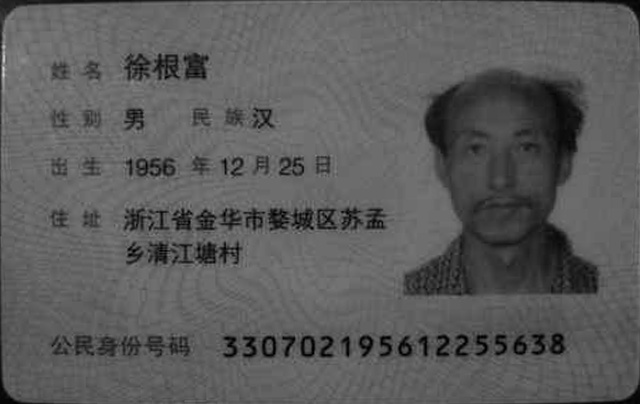 姓名 徐根富
性别 男 民族 汉
出生 1956 年 12 月 25 日
住址 浙江省金华市婺城区苏孟
乡清江塘村
公民身份号码 330702195612255638